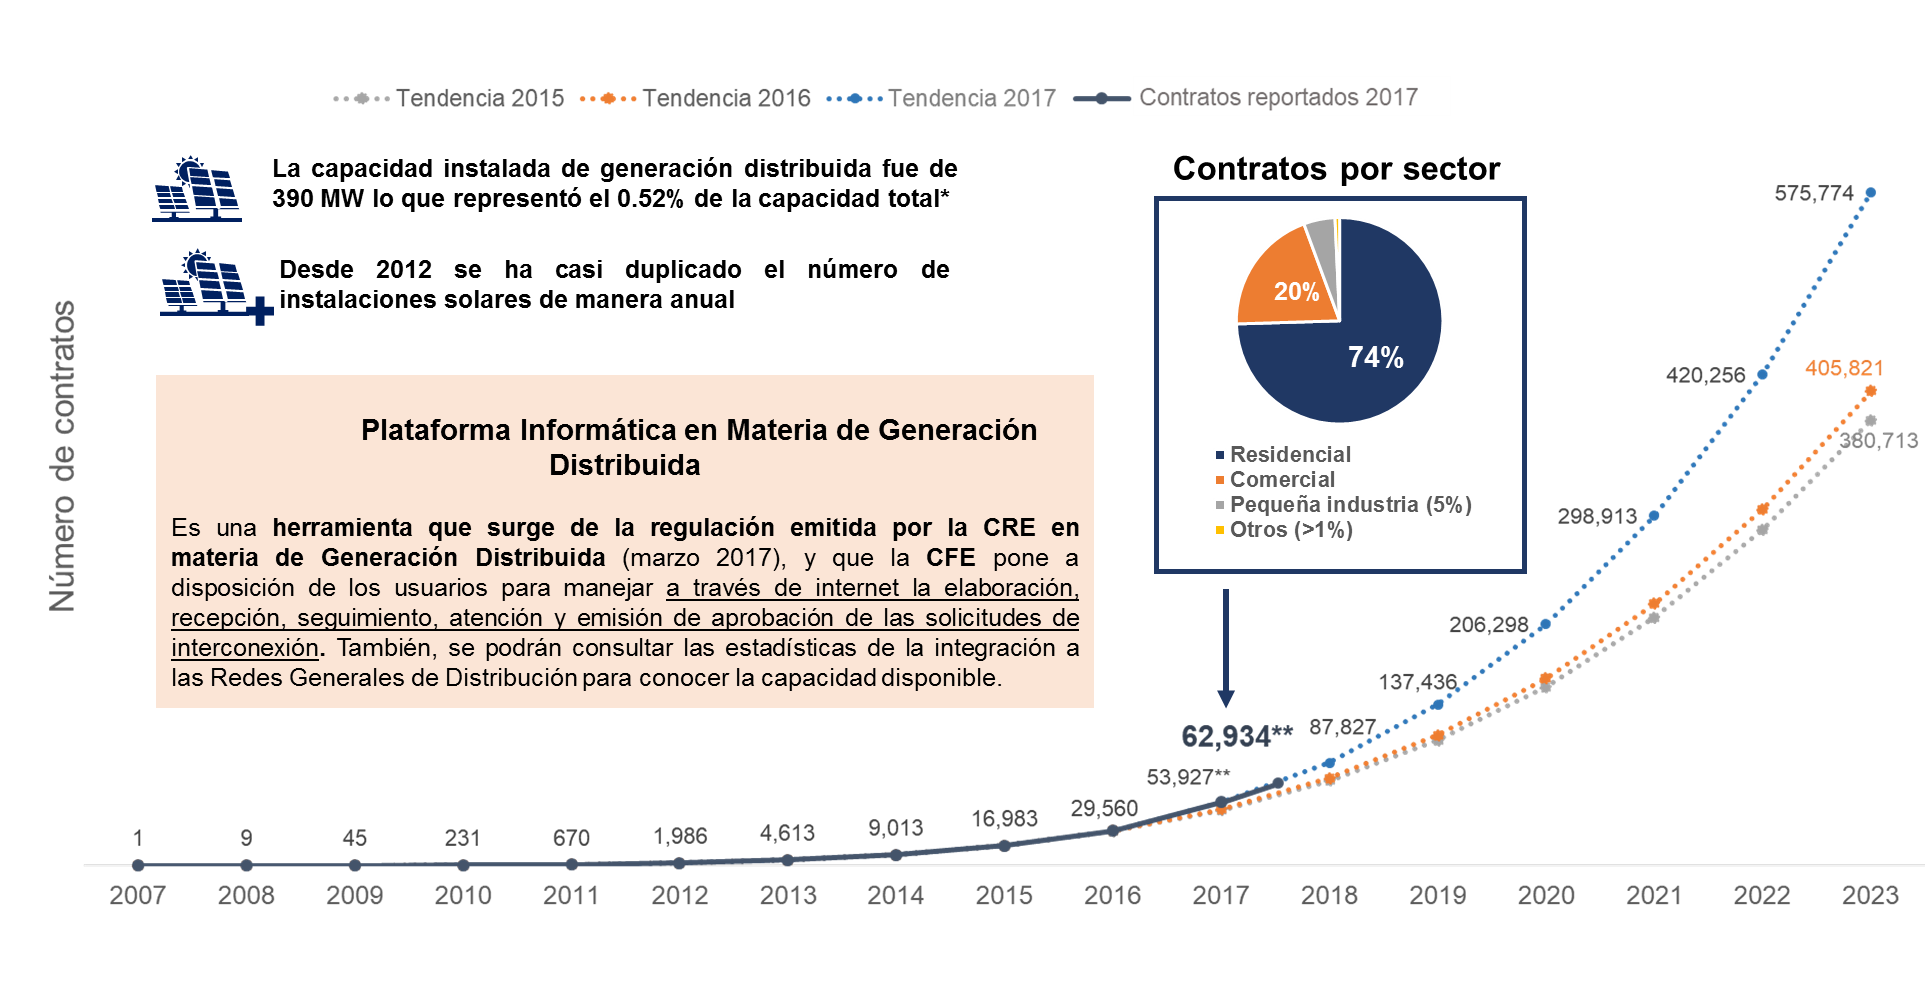 Tendencia 2015 Tendencia 2016 Tendencia 2017 Contratos reportados 2017
La capacidad instalada de generación distribuida fue de
390 MW lo que representó el 0.52% de la capacidad total*
Desde 2012 se ha casi duplicado el número de
instalaciones solares de manera anual
Plataforma Informática en Materia de Generación
Distribuida
Es una herramienta que surge de la regulación emitida por la CRE en
materia de Generación Distribuida (marzo 2017), y que la CFE pone a
disposición de los usuarios para manejar a través de internet la elaboración,
recepción, seguimiento, atención y emisión de aprobación de las solicitudes de
interconexión. También, se podrán consultar las estadísticas de la integración a
las Redes Generales de Distribución para conocer la capacidad disponible.
Contratos por sector
20%
74%
Residencial
Comercial
Pequeña industria (5%)
Otros (>1%)
Número de contratos
1
9
45
231
670
1,986
4,613
9,013
16,983
29,560
53,927**
62,934**
87,827
137,436
206,298
298,913
420,256
575,774
405,821
380,713
2007 2008 2009 2010 2011 2012 2013 2014 2015 2016 2017 2018 2019 2020 2021 2022 2023